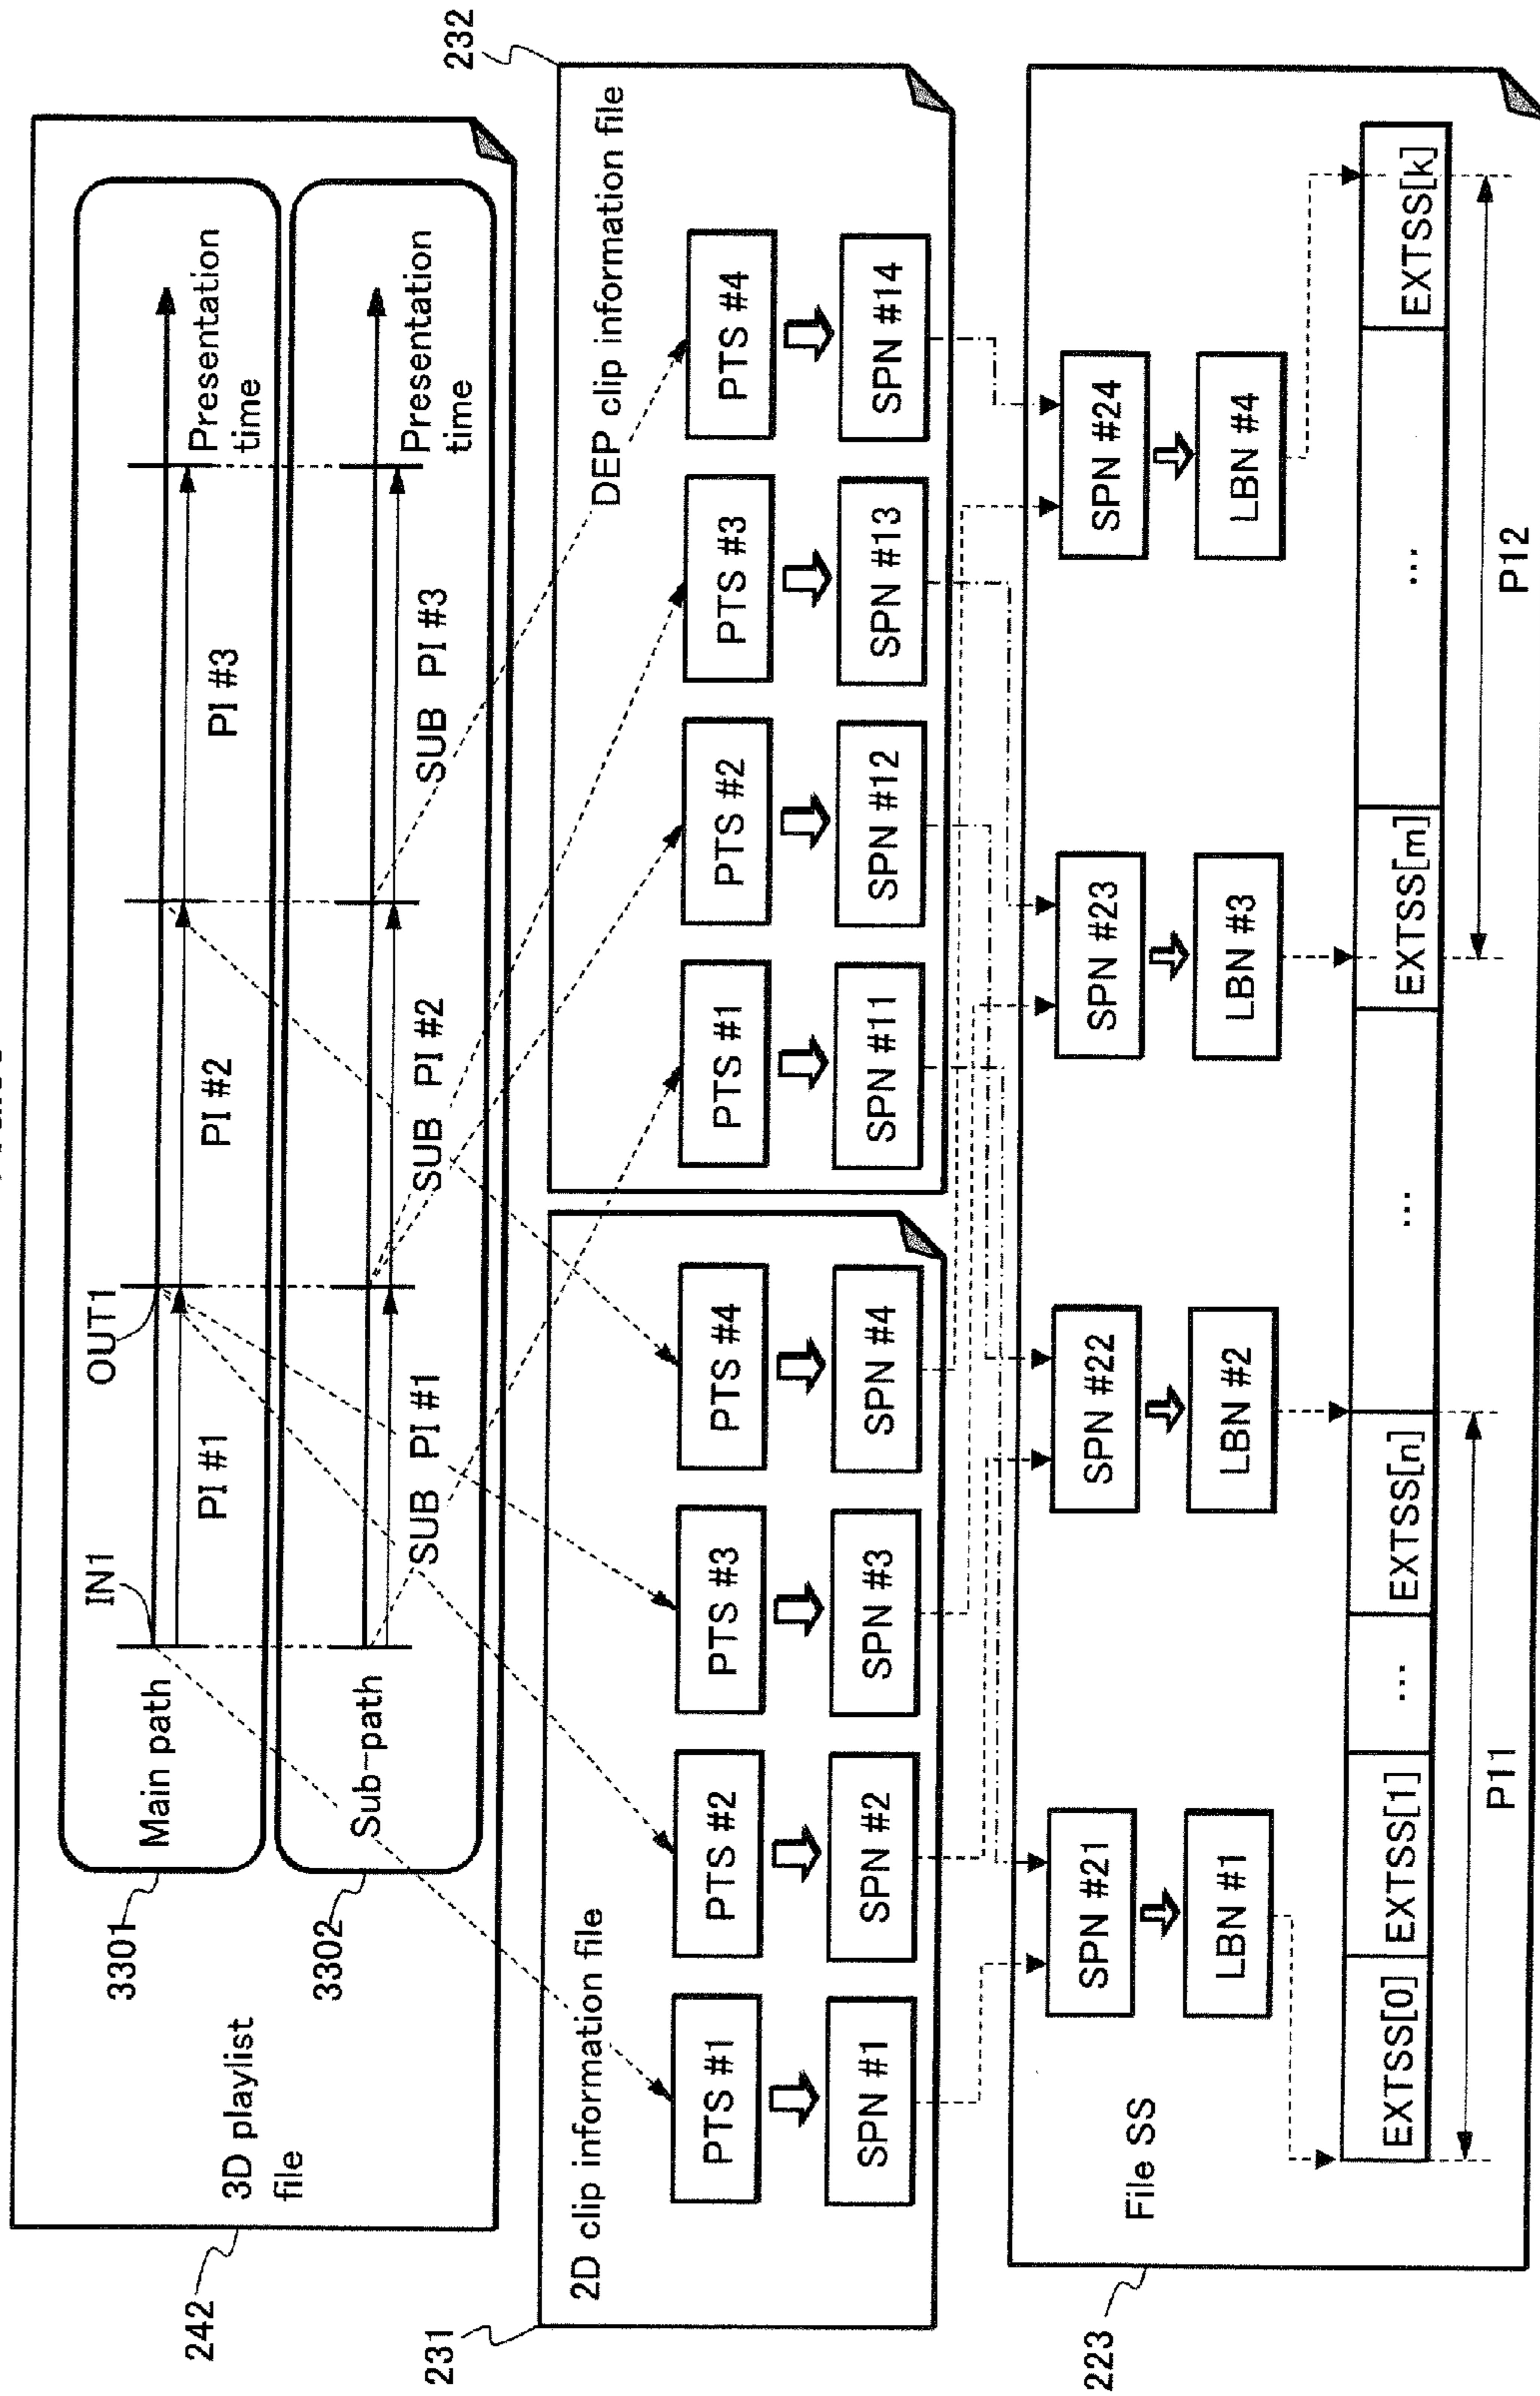 3D playlist
file
242
3301
Main path
IN1
OUT1
PI #1
PI #2
PI #3
Presentation
time
3302
Sub-path
SUB PI #1
SUB PI #2
SUB PI #3
Presentation
time
231
2D clip information file
PTS #1
PTS #2
PTS #3
PTS #4
SPN #1
SPN #2
SPN #3
SPN #4
232
DEP clip information file
PTS #1
PTS #2
PTS #3
PTS #4
SPN #11
SPN #12
SPN #13
SPN #14
223
File SS
SPN #21
SPN #22
SPN #23
SPN #24
LBN #1
LBN #2
LBN #3
LBN #4
EXTSS[0]
EXTSS[1]
...
EXTSS[n]
...
EXTSS[m]
...
EXTSS[k]
P11
P12